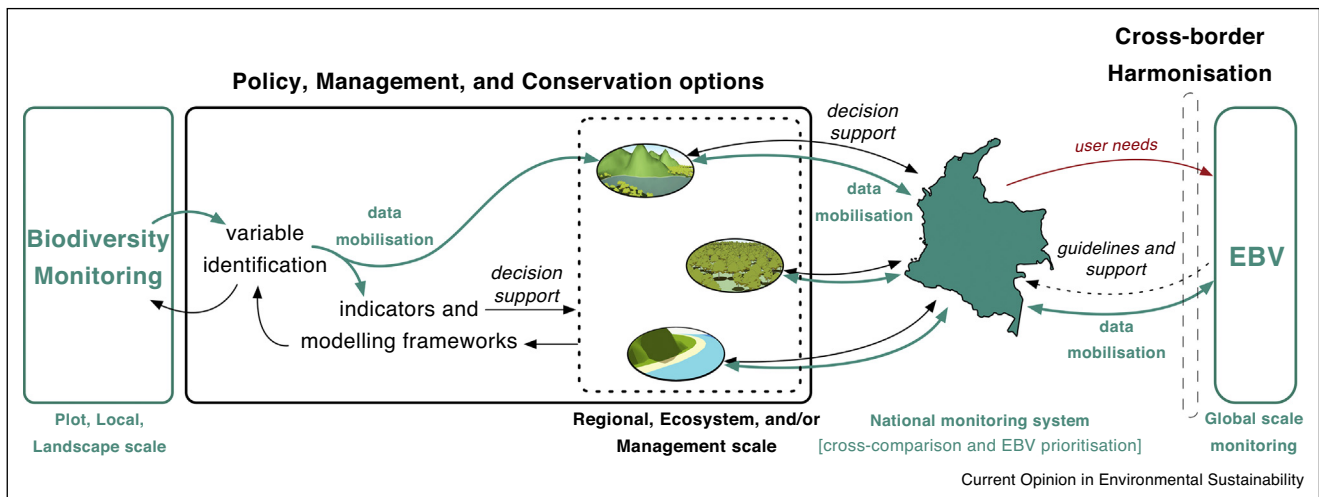 Cross-border
Harmonisation
Policy, Management, and Conservation options
Biodiversity
Monitoring
variable
identification
data
mobilisation
indicators and
modelling frameworks
decision
support
decision
support
data
mobilisation
user needs
guidelines and
support
data
mobilisation
EBV
Plot, Local,
Landscape scale
Regional, Ecosystem, and/or
Management scale
National monitoring system
[cross-comparison and EBV prioritisation]
Global scale
monitoring
Current Opinion in Environmental Sustainability